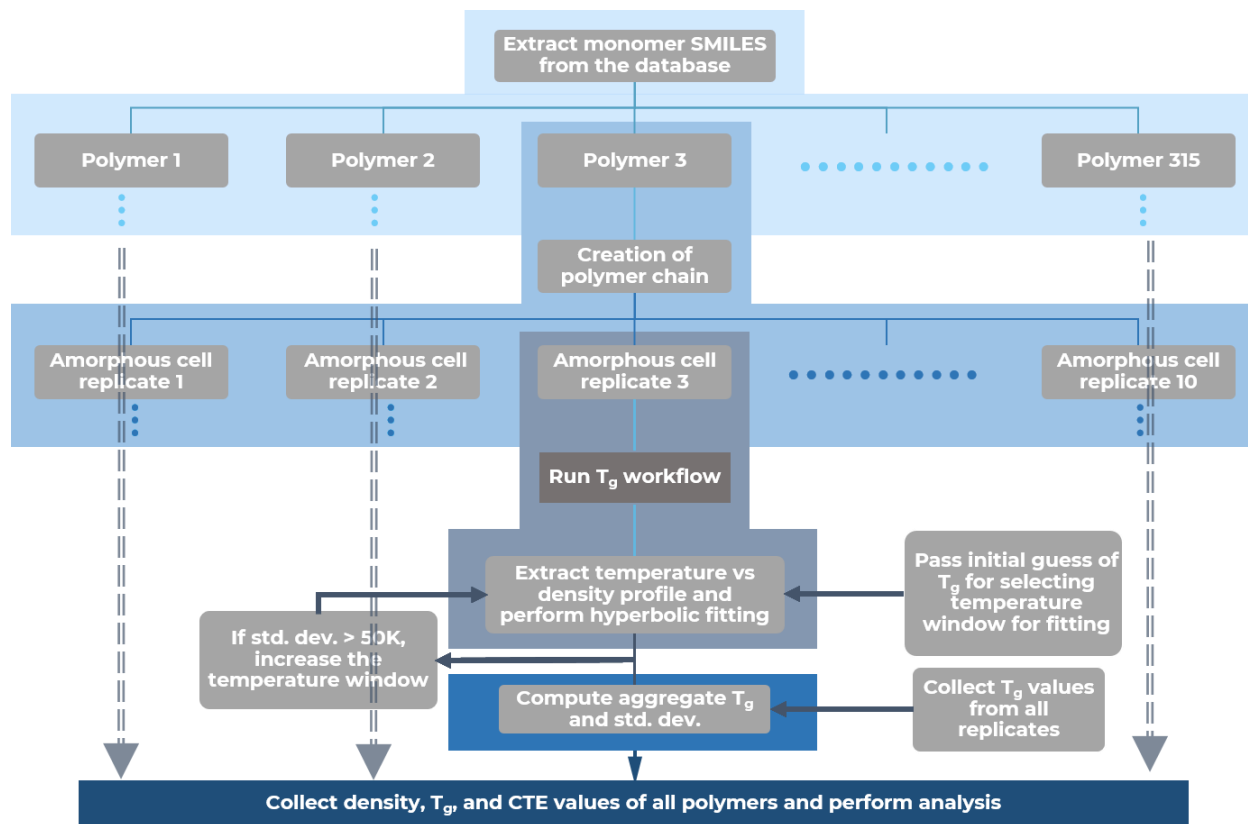 Extract monomer SMILES
from the database
Polymer 1
Polymer 2
Polymer 3
Polymer 315
Creation of
polymer chain
Amorphous cell
replicate 1
Amorphous cell
replicate 2
Amorphous cell
replicate 3
Amorphous cell
replicate 10
Run Tg workflow
Extract temperature vs
density profile and
perform hyperbolic fitting
Pass initial guess of
Tg for selecting
temperature
window for fitting
If std. dev. > 50K,
increase the
temperature window
Compute aggregate Tg
and std. dev.
Collect Tg values
from all
replicates
Collect density, Tg, and CTE values of all polymers and perform analysis